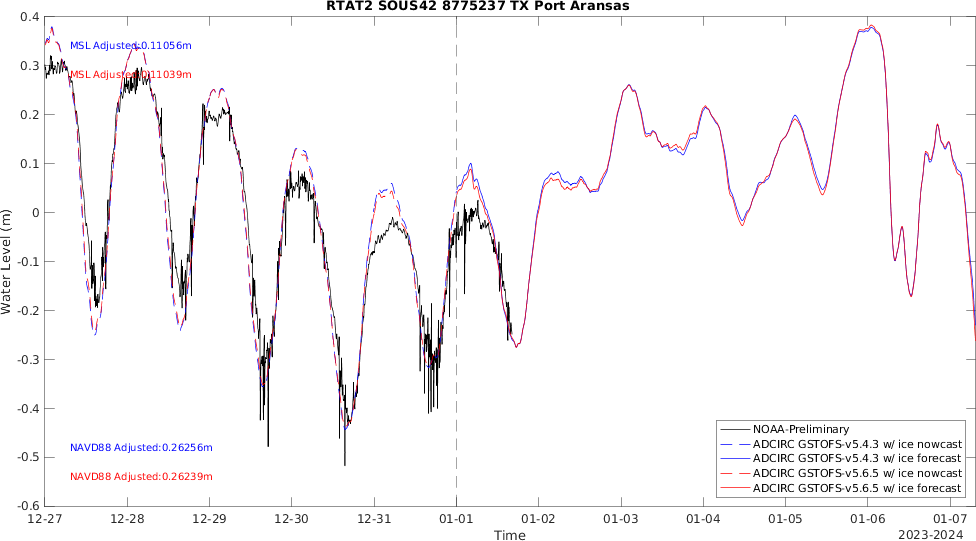 RTAT2 SOUS42 8775237 TX Port Aransas
Water Level (m)
0.4
0.3
0.2
0.1
0
-0.1
-0.2
-0.3
-0.4
-0.5
-0.6
MSL Adjusted:0.11056m
MSL Adjusted:0.11039m
NAVD88 Adjusted:0.26256m
NAVD88 Adjusted:0.26239m
NOAA-Preliminary
ADCIRC GSTOFS-v5.4.3 w/ ice nowcast
ADCIRC GSTOFS-v5.4.3 w/ ice forecast
ADCIRC GSTOFS-v5.6.5 w/ ice nowcast
ADCIRC GSTOFS-v5.6.5 w/ ice forecast
12-27 12-28 12-29 12-30 12-31 01-01 01-02 01-03 01-04 01-05 01-06 01-07
Time
2023-2024